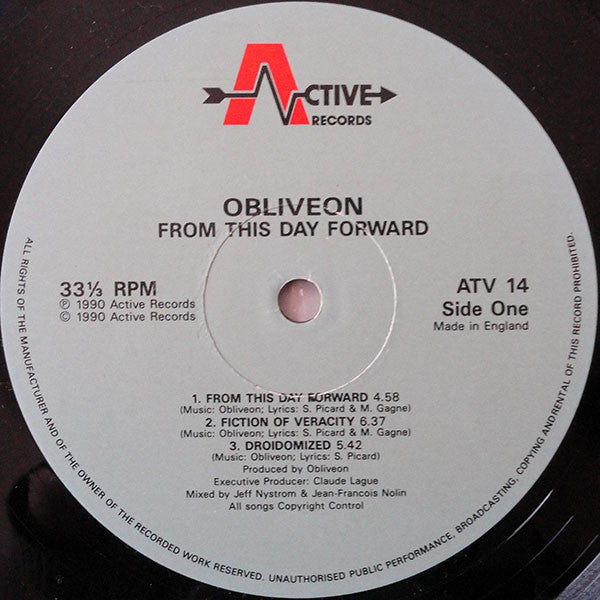 ACTIVE
RECORDS
OBLIVEON
FROM THIS DAY FORWARD
33⅓ RPM
℗ 1990 Active Records
© 1990 Active Records
ATV 14
Side One
Made in England
1. FROM THIS DAY FORWARD 4.58
(Music: Obliveon; Lyrics: S. Picard & M. Gagne)
2. FICTION OF VERACITY 6.37
(Music: Obliveon; Lyrics: S. Picard & M. Gagne)
3. DROIDOMIZED 5.42
(Music: Obliveon; Lyrics: S. Picard)
Produced by Obliveon
Executive Producer: Claude Lague
Mixed by Jeff Nystrom & Jean-Francois Nolin
All songs Copyright Control
ALL RIGHTS OF THE MANUFACTURER AND OF THE OWNER OF THE RECORDED WORK RESERVED. UNAUTHORISED PUBLIC PERFORMANCE, BROADCASTING, COPYING AND RENTAL OF THIS RECORD PROHIBITED.